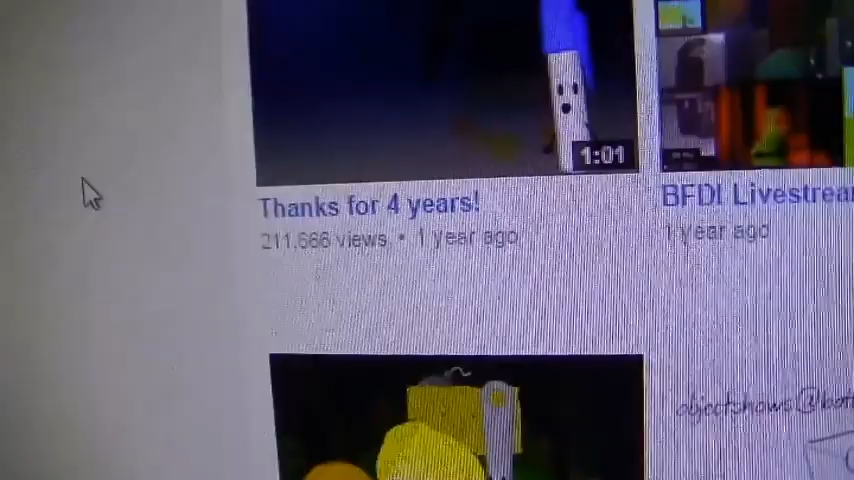 1:01
Thanks for 4 years!
211,666 views • 1 year ago
BFDI Livestrea
1 year ago